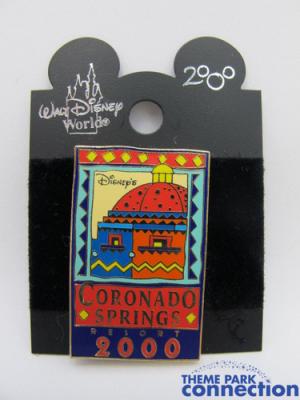 Walt Disney
World®
2000
Disney's
CORONADO
SPRINGS
RESORT
2000
THEME PARK
connection